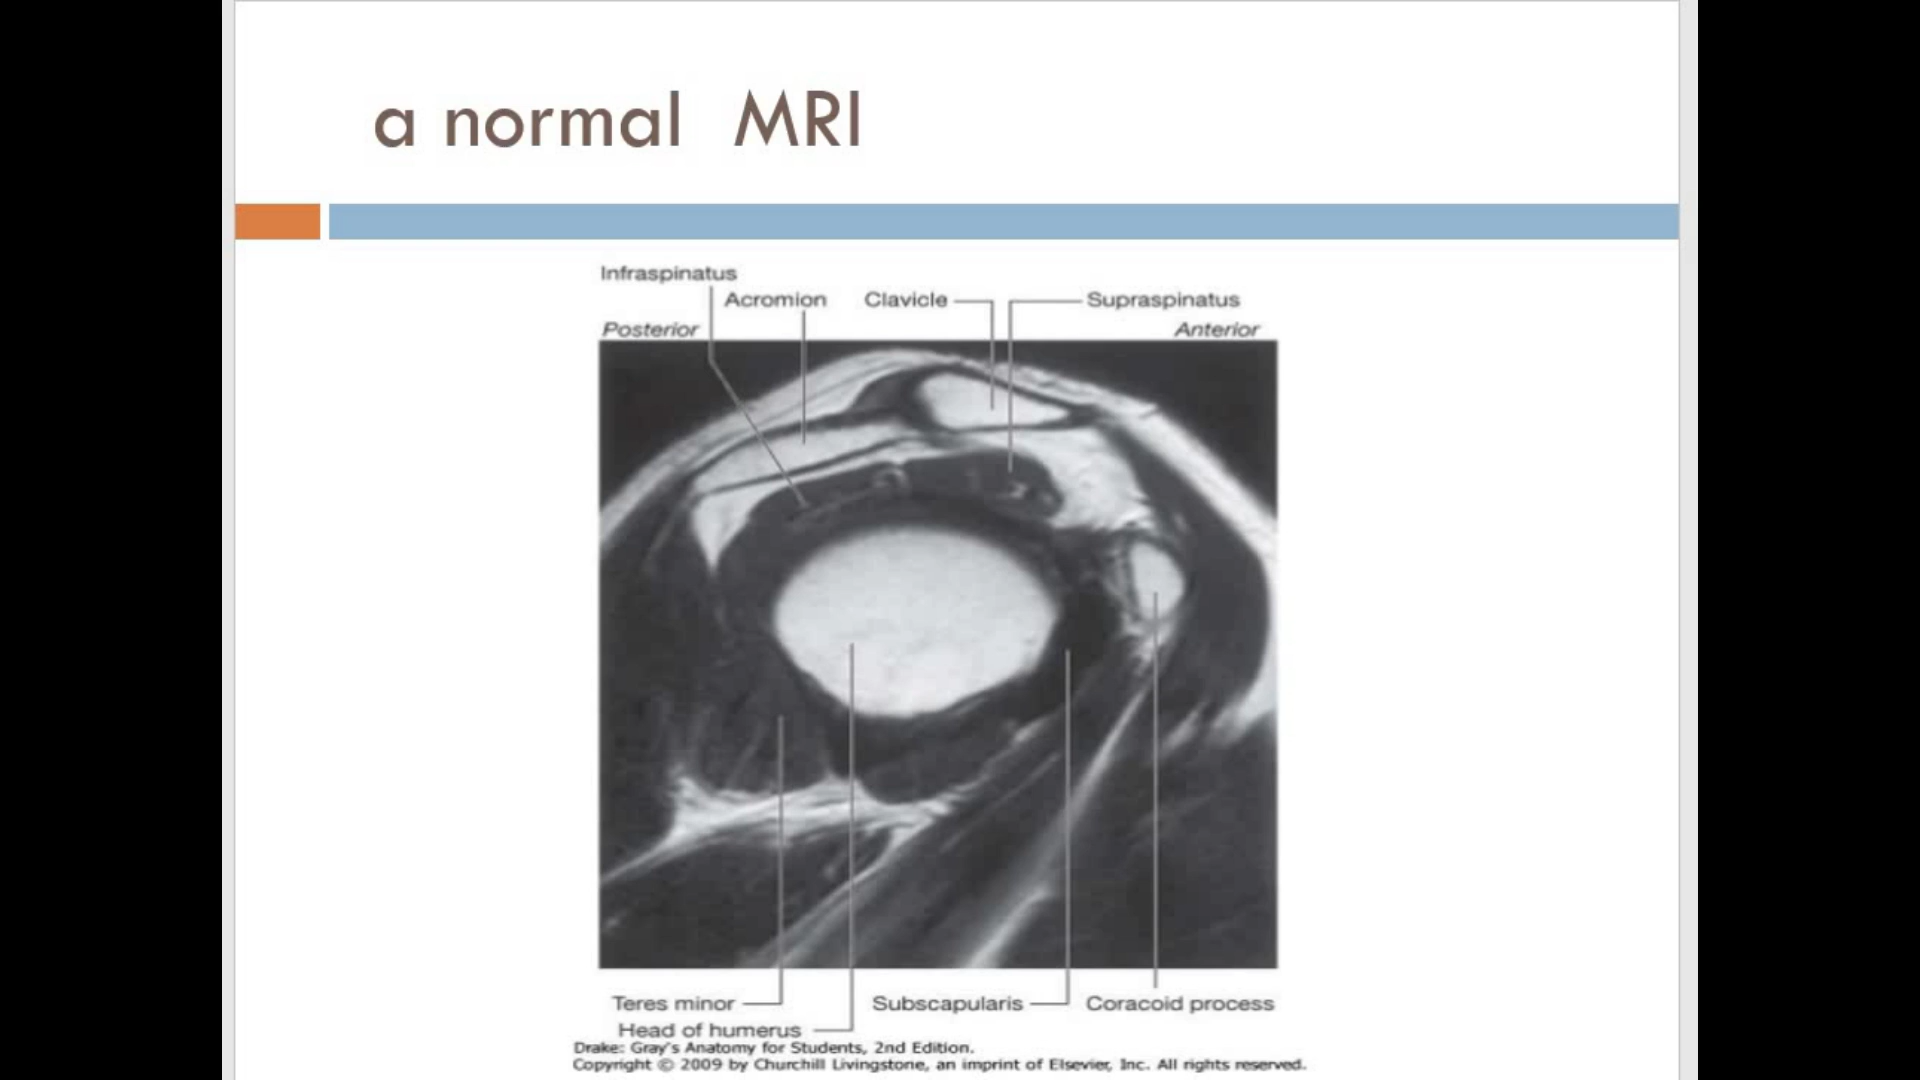 a normal MRI
Infraspinatus
Acromion
Clavicle
Supraspinatus
Posterior
Anterior
Teres minor
Subscapularis
Coracoid process
Head of humerus
Drake: Gray's Anatomy for Students, 2nd Edition.
Copyright © 2009 by Churchill Livingstone, an imprint of Elsevier, Inc. All rights reserved.